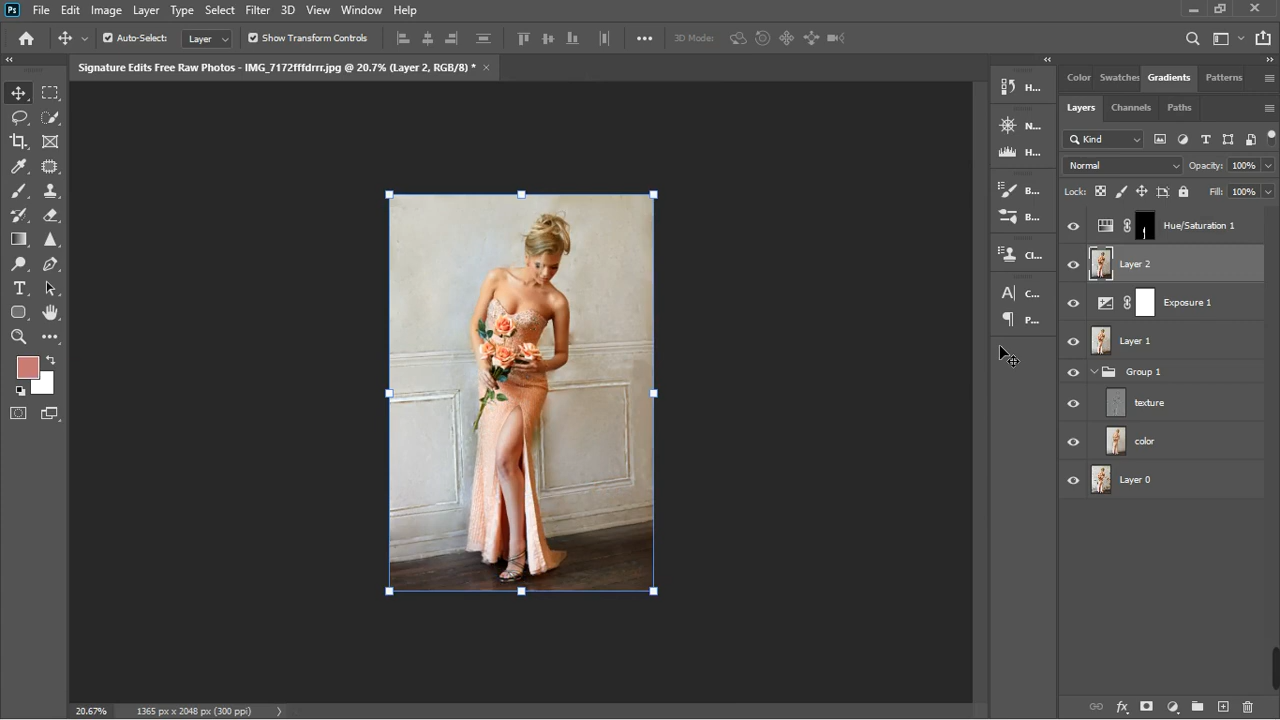 Ps File Edit Image Layer Type Select Filter 3D View Window Help
Auto-Select: Layer Show Transform Controls 3D Mode:
Signature Edits Free Raw Photos - IMG_7172fffdrrr.jpg @ 20.7% (Layer 2, RGB/8) *
Color Swatches Gradients Patterns
H...
Layers Channels Paths
N...
Kind
H...
Normal Opacity: 100%
B...
Lock: Fill: 100%
B...
Hue/Saturation 1
Cl...
Layer 2
C...
Exposure 1
P...
Layer 1
Group 1
texture
color
Layer 0
20.67% 1365 px x 2048 px (300 ppi)